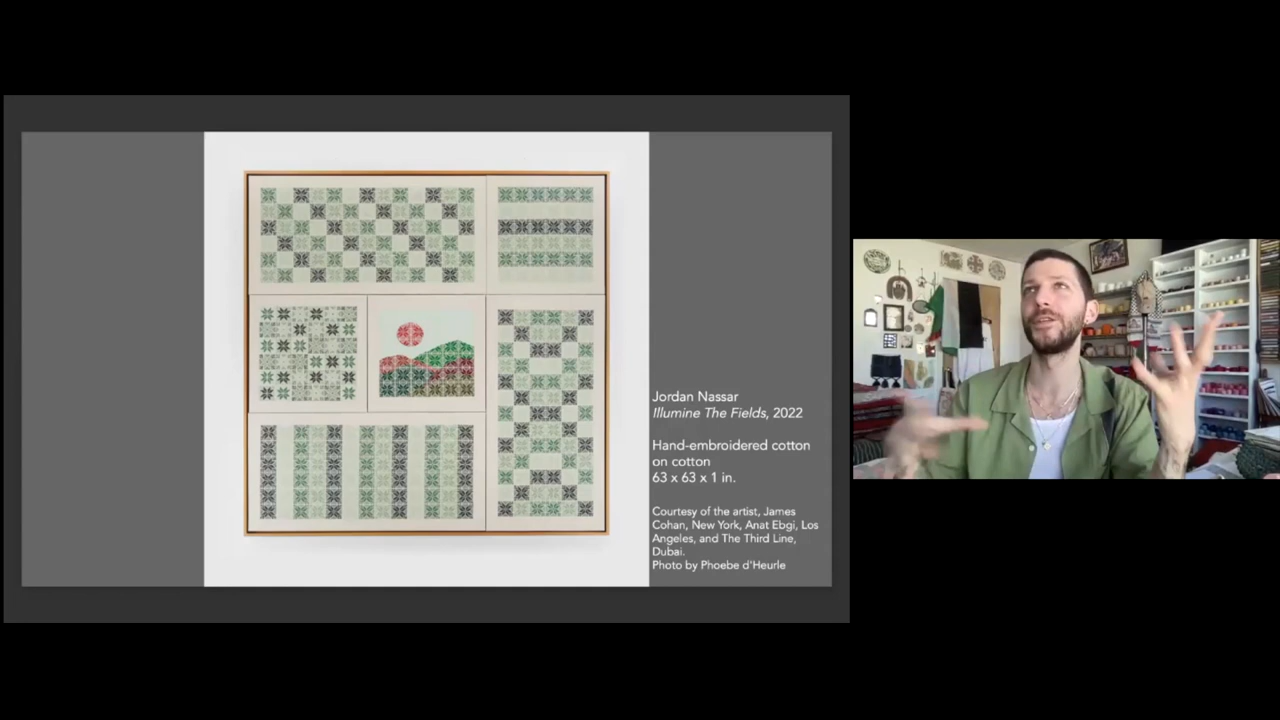 Jordan Nassar
Illumine The Fields, 2022
Hand-embroidered cotton
on cotton
63 x 63 x 1 in.
Courtesy of the artist, James
Cohan, New York, Anat Ebgi, Los
Angeles, and The Third Line,
Dubai.
Photo by Phoebe d'Heurle